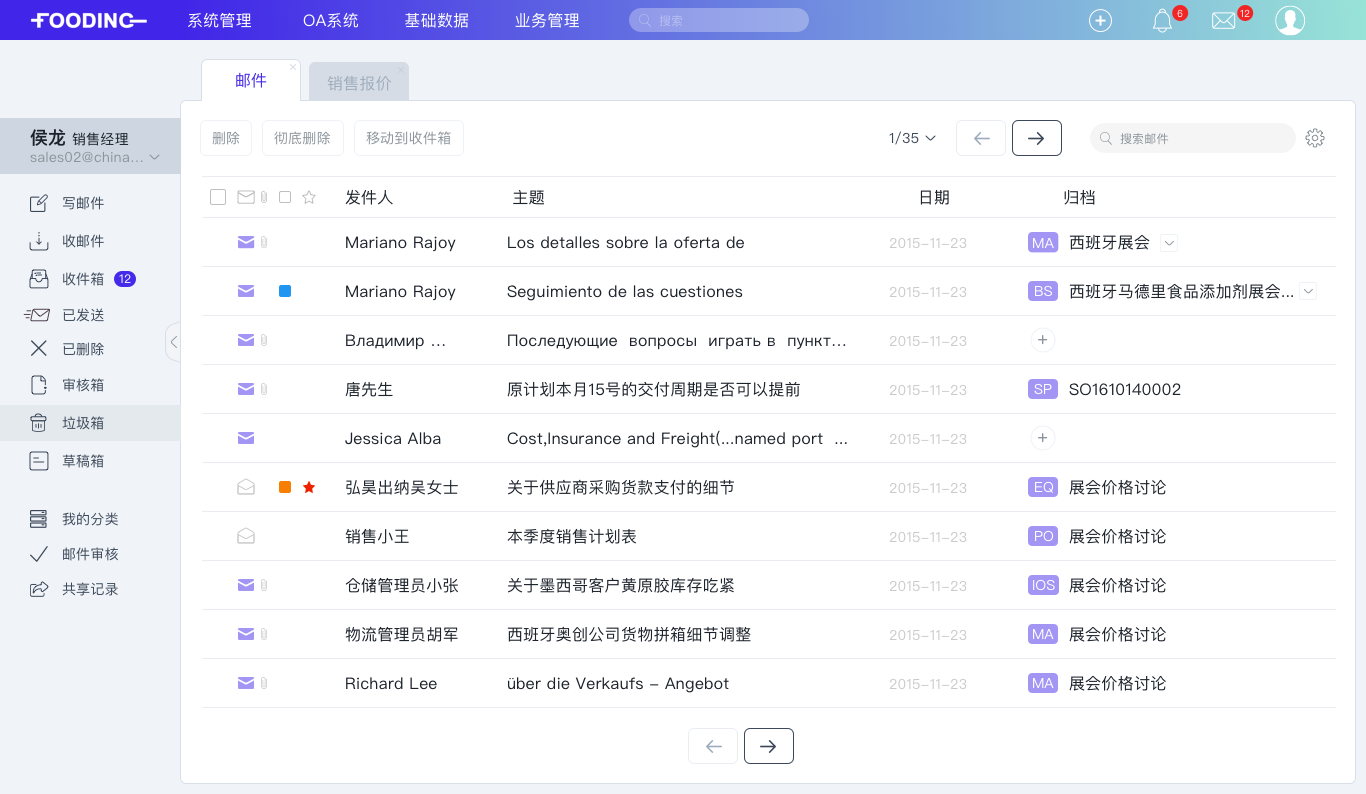 FOODING 系统管理 OA系统 基础数据 业务管理 搜索 6 12
邮件 销售报价
侯龙 销售经理
sales02@china...
写邮件
收邮件
收件箱 12
已发送
已删除
审核箱
垃圾箱
草稿箱
我的分类
邮件审核
共享记录
删除 彻底删除 移动到收件箱 1/35 搜索邮件
发件人 主题 日期 归档
Mariano Rajoy Los detalles sobre la oferta de 2015-11-23 MA 西班牙展会
Mariano Rajoy Seguimiento de las cuestiones 2015-11-23 BS 西班牙马德里食品添加剂展会...
Владимир ... Последующие вопросы играть в пункт... 2015-11-23
唐先生 原计划本月15号的交付周期是否可以提前 2015-11-23 SP SO1610140002
Jessica Alba Cost,Insurance and Freight(...named port ... 2015-11-23
弘昊出纳吴女士 关于供应商采购货款支付的细节 2015-11-23 EQ 展会价格讨论
销售小王 本季度销售计划表 2015-11-23 PO 展会价格讨论
仓储管理员小张 关于墨西哥客户黄原胶库存吃紧 2015-11-23 IOS 展会价格讨论
物流管理员胡军 西班牙奥创公司货物拼箱细节调整 2015-11-23 MA 展会价格讨论
Richard Lee über die Verkaufs – Angebot 2015-11-23 MA 展会价格讨论